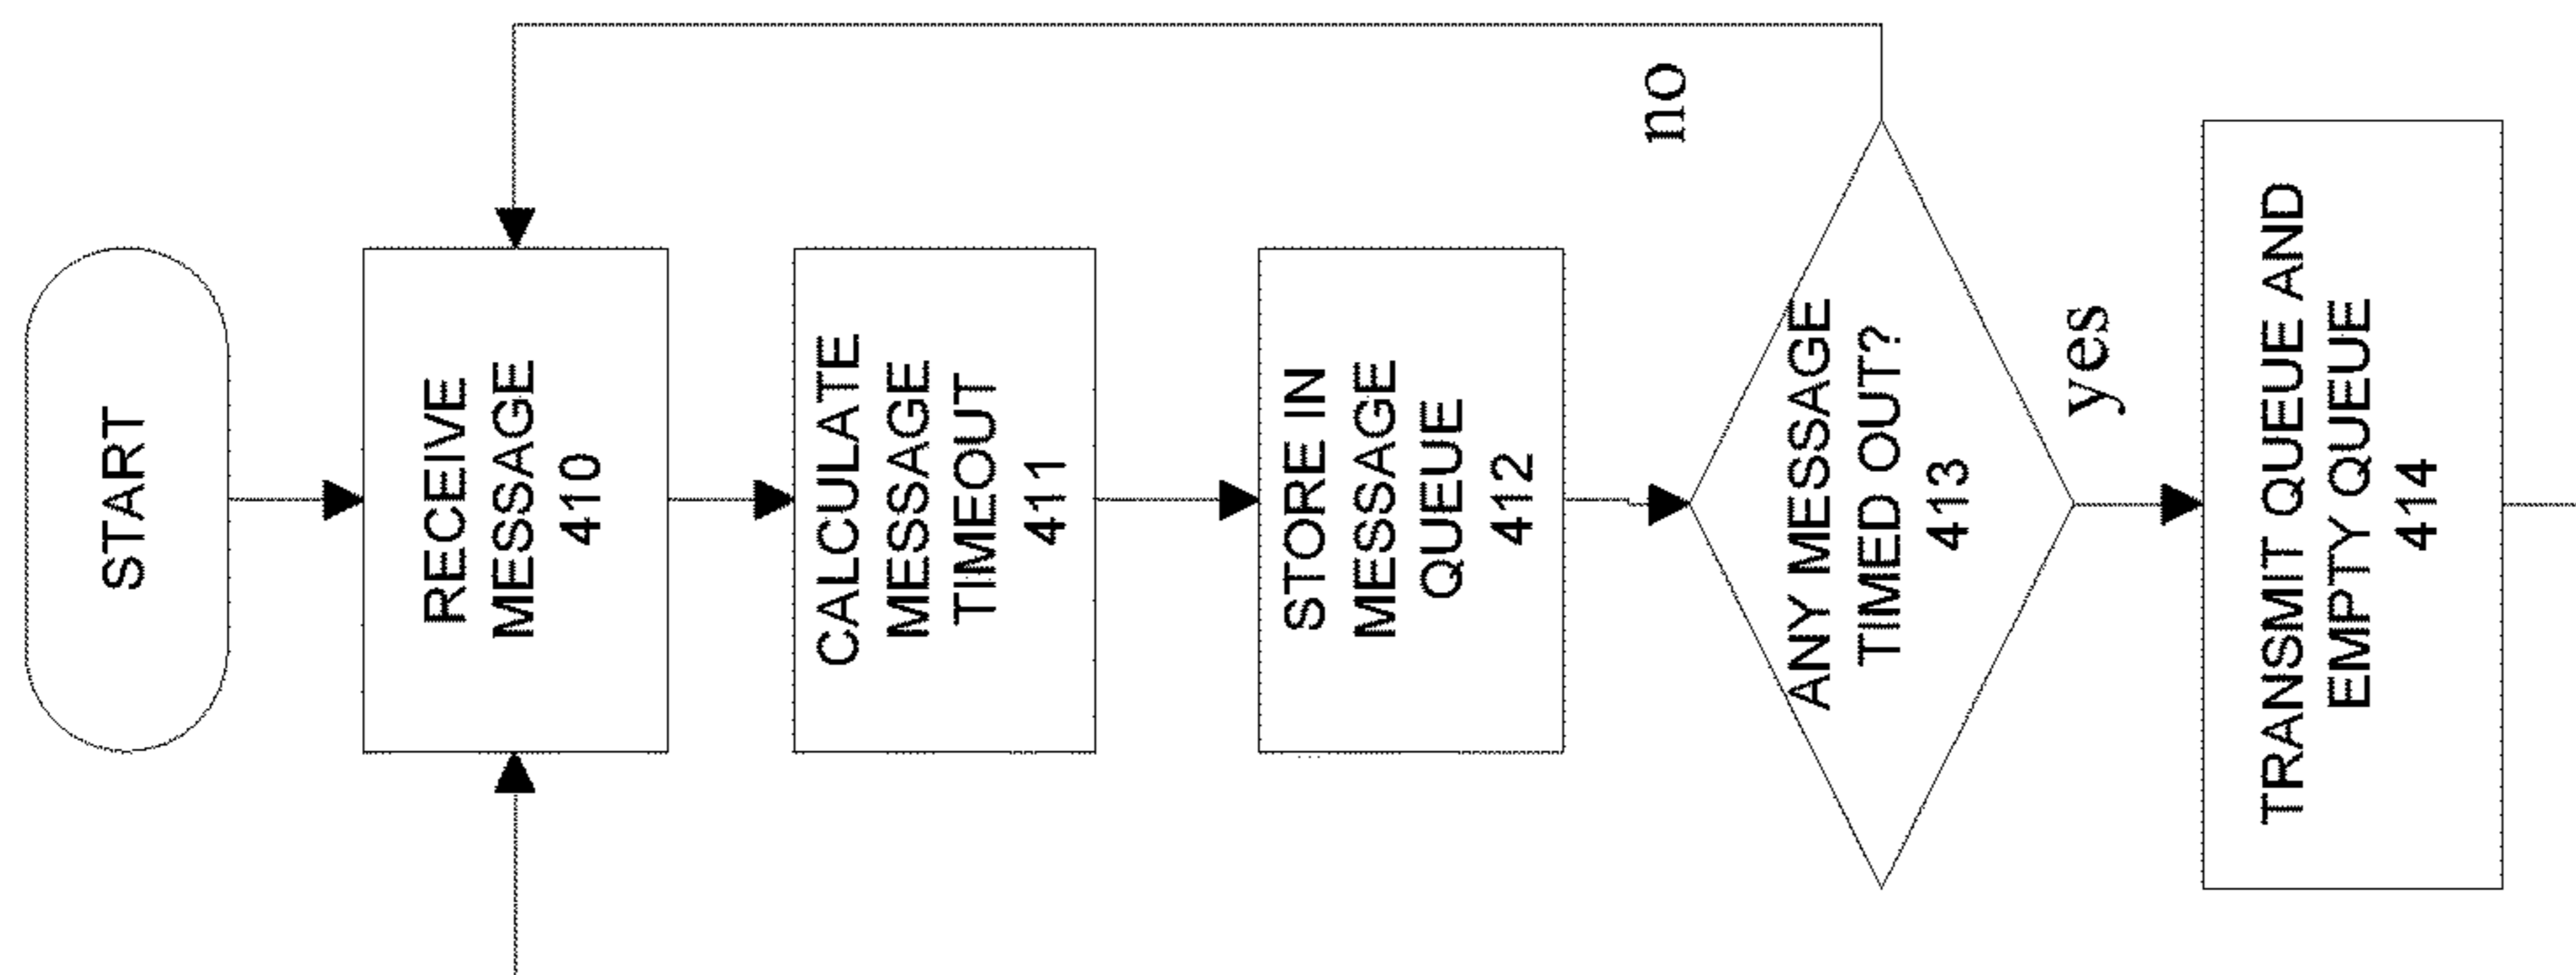 START
RECEIVE
MESSAGE
410
CALCULATE
MESSAGE
TIMEOUT
411
STORE IN
MESSAGE
QUEUE
412
ANY MESSAGE
TIMED OUT?
413
no
yes
TRANSMIT QUEUE AND
EMPTY QUEUE
414